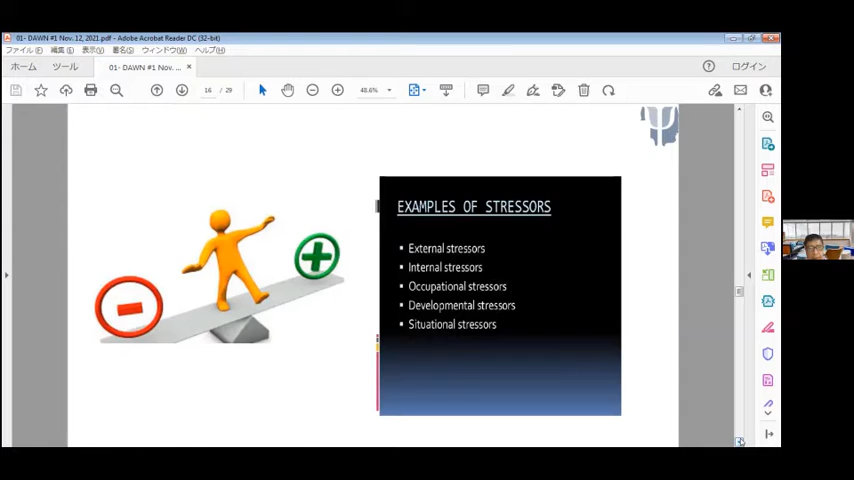 01- DAWN #1 Nov. 12, 2021.pdf - Adobe Acrobat Reader DC (32-bit)
ファイル(F) 編集(E) 表示(V) 署名(S) ウィンドウ(W) ヘルプ(H)
ホーム ツール 01- DAWN #1 Nov. ... × ログイン
16 / 29 48.6%
EXAMPLES OF STRESSORS
▪ External stressors
▪ Internal stressors
▪ Occupational stressors
▪ Developmental stressors
▪ Situational stressors